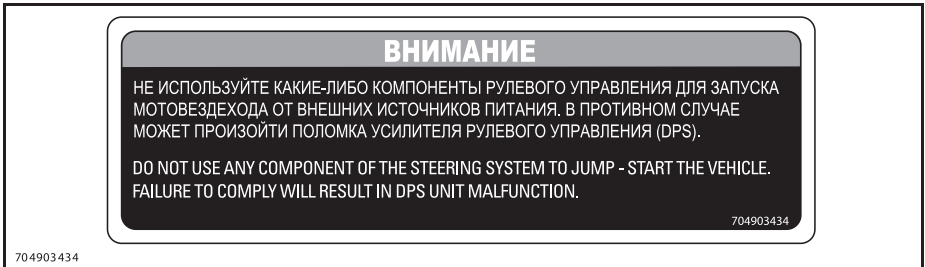 ВНИМАНИЕ
НЕ ИСПОЛЬЗУЙТЕ КАКИЕ-ЛИБО КОМПОНЕНТЫ РУЛЕВОГО УПРАВЛЕНИЯ ДЛЯ ЗАПУСКА
МОТОВЕЗДЕХОДА ОТ ВНЕШНИХ ИСТОЧНИКОВ ПИТАНИЯ. В ПРОТИВНОМ СЛУЧАЕ
МОЖЕТ ПРОИЗОЙТИ ПОЛОМКА УСИЛИТЕЛЯ РУЛЕВОГО УПРАВЛЕНИЯ (DPS).
DO NOT USE ANY COMPONENT OF THE STEERING SYSTEM TO JUMP - START THE VEHICLE.
FAILURE TO COMPLY WILL RESULT IN DPS UNIT MALFUNCTION.
704903434
704903434